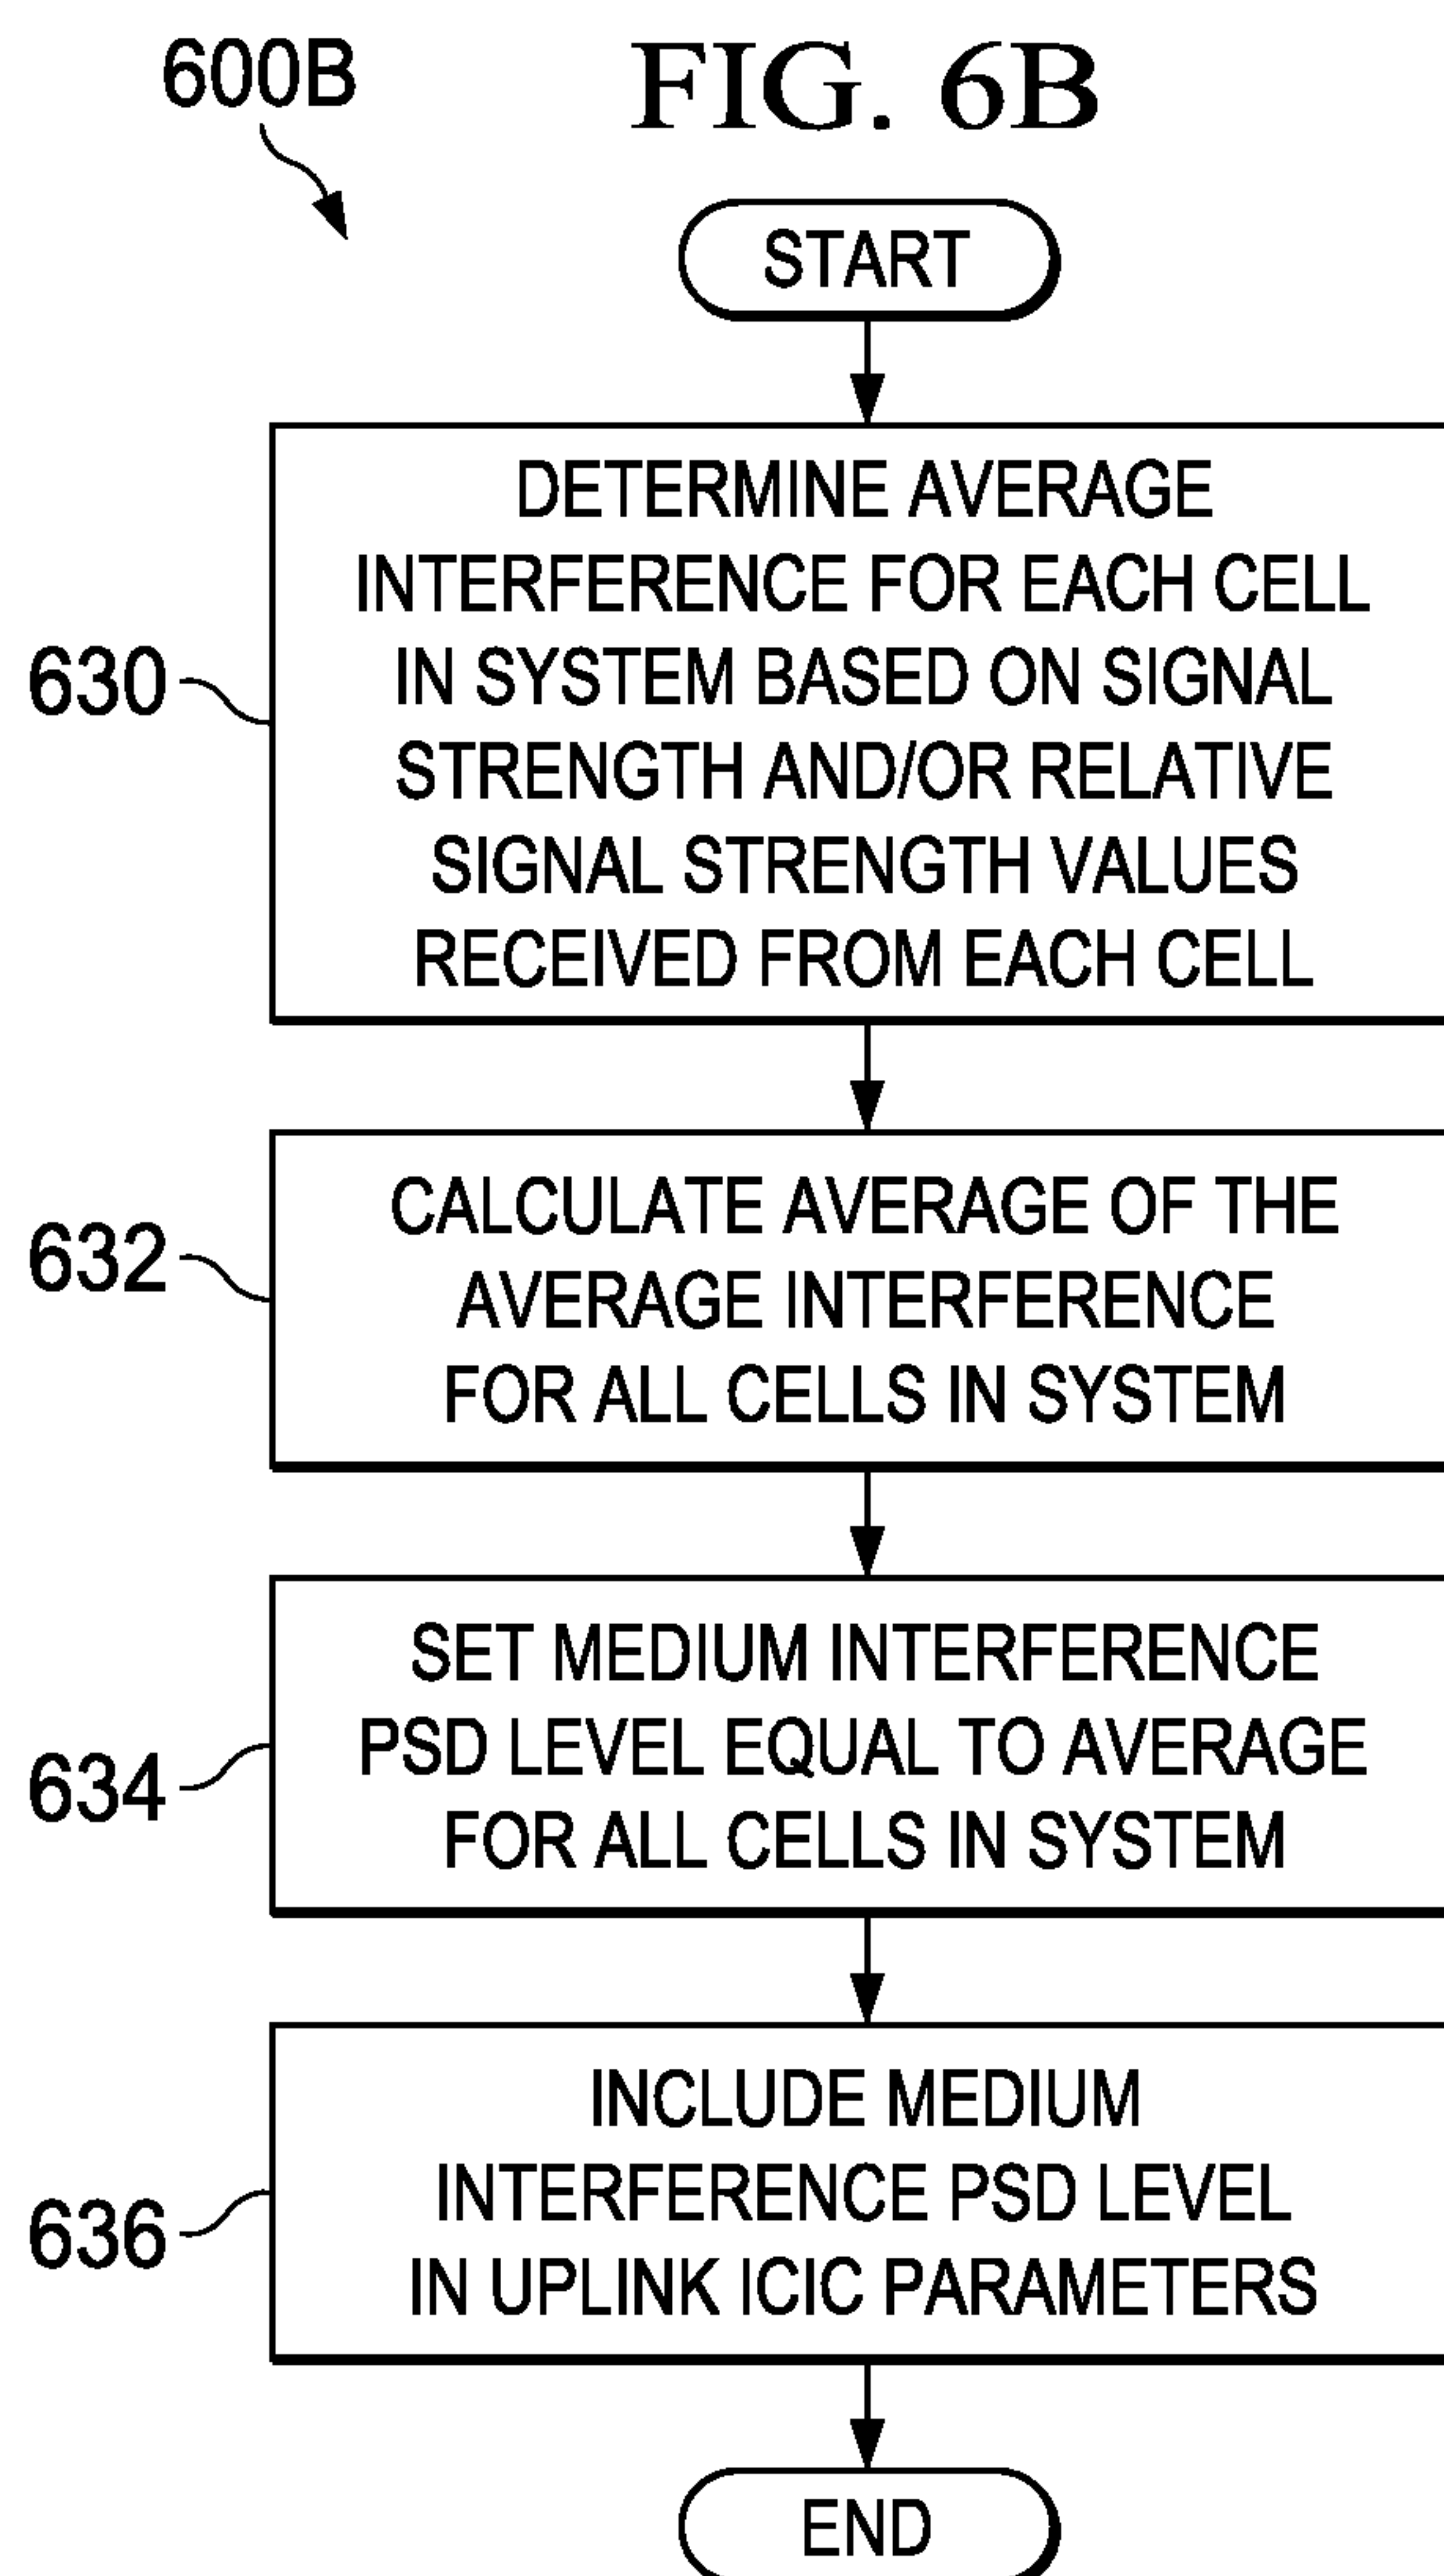 600B
FIG. 6B
START
630
DETERMINE AVERAGE
INTERFERENCE FOR EACH CELL
IN SYSTEM BASED ON SIGNAL
STRENGTH AND/OR RELATIVE
SIGNAL STRENGTH VALUES
RECEIVED FROM EACH CELL
632
CALCULATE AVERAGE OF THE
AVERAGE INTERFERENCE
FOR ALL CELLS IN SYSTEM
634
SET MEDIUM INTERFERENCE
PSD LEVEL EQUAL TO AVERAGE
FOR ALL CELLS IN SYSTEM
636
INCLUDE MEDIUM
INTERFERENCE PSD LEVEL
IN UPLINK ICIC PARAMETERS
END